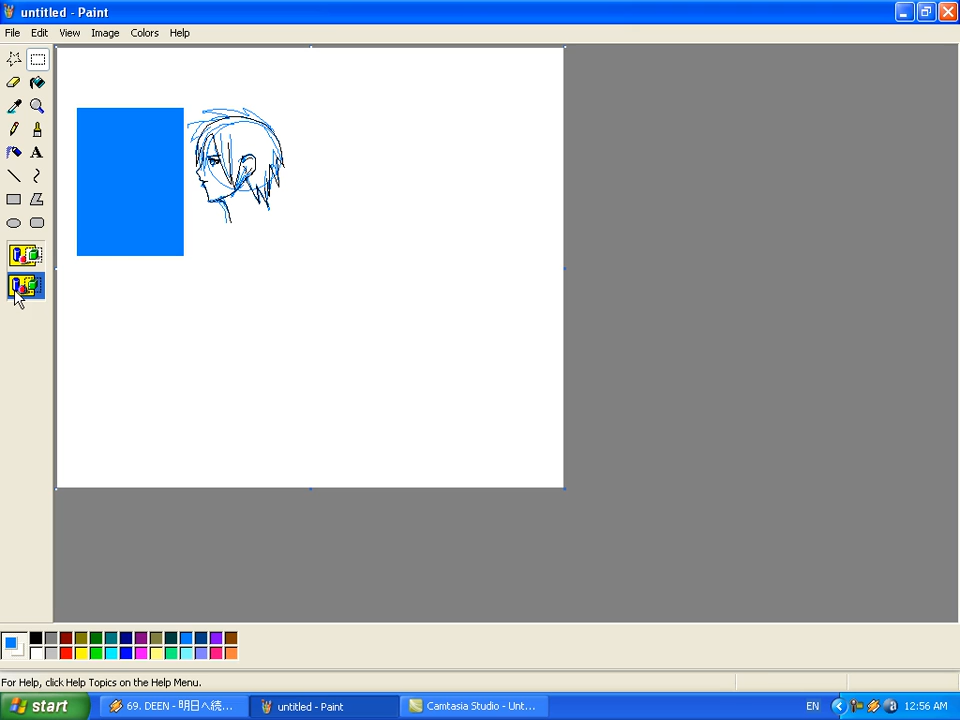 untitled - Paint
File Edit View Image Colors Help
A
For Help, click Help Topics on the Help Menu.
start
69. DEEN - 明日へ続...
untitled - Paint
Camtasia Studio - Unt...
EN
12:56 AM